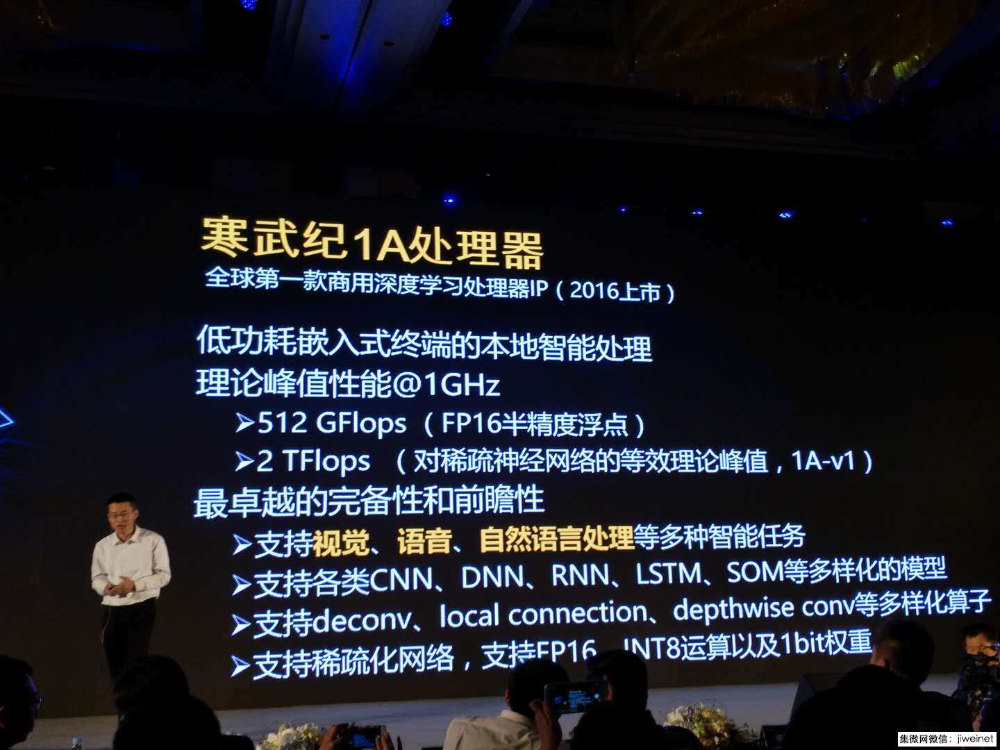 寒武纪1A处理器
全球第一款商用深度学习处理器IP（2016上市）
低功耗嵌入式终端的本地智能处理
理论峰值性能@1GHz
➢512 GFlops （FP16半精度浮点）
➢2 TFlops （对稀疏神经网络的等效理论峰值，1A-v1）
最卓越的完备性和前瞻性
➢支持视觉、语音、自然语言处理等多种智能任务
➢支持各类CNN、DNN、RNN、LSTM、SOM等多样化的模型
➢支持deconv、local connection、depthwise conv等多样化算子
➢支持稀疏化网络，支持FP16、INT8运算以及1bit权重
集微网微信：jiweinet